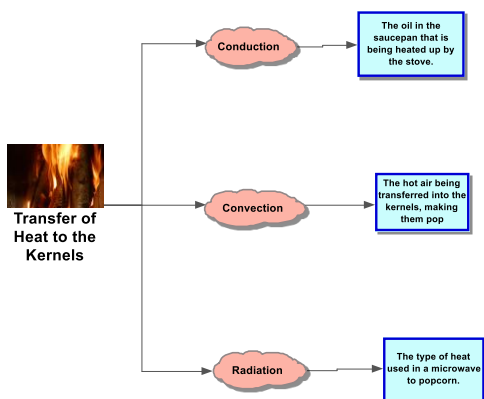 Transfer of
Heat to the
Kernels
Conduction
The oil in the
saucepan that is
being heated up by
the stove.
Convection
The hot air being
transferred into the
kernels, making
them pop
Radiation
The type of heat
used in a microwave
to popcorn.